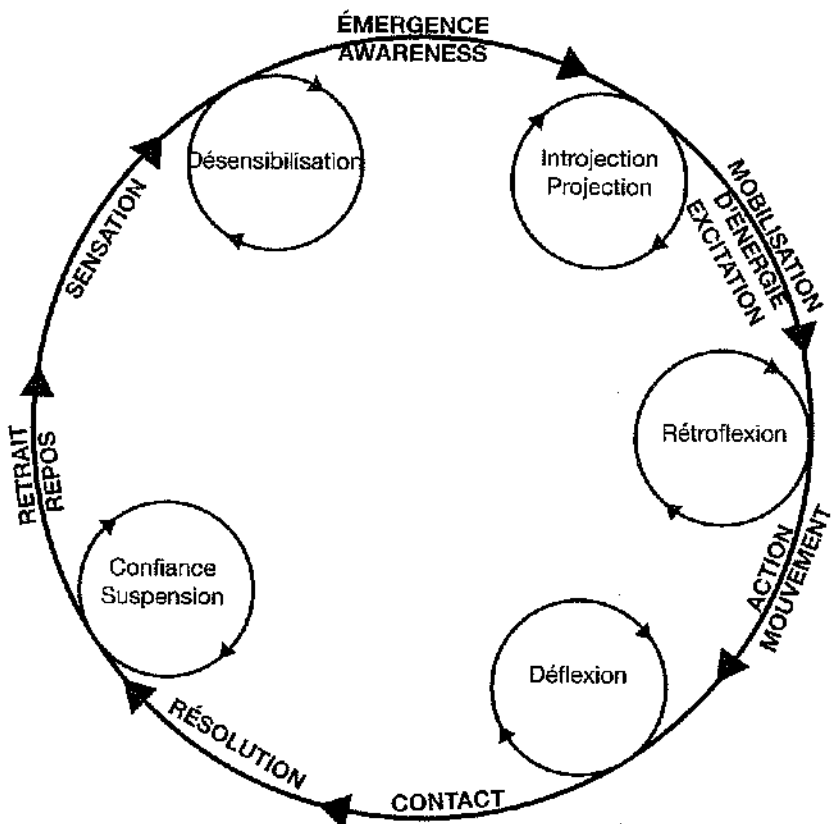 ÉMERGENCE
AWARENESS
Désensibilisation
Introjection
Projection
MOBILISATION
D'ÉNERGIE
EXCITATION
SENSATION
Rétroflexion
RETRAIT
REPOS
Confiance
Suspension
ACTION
MOUVEMENT
Déflexion
RÉSOLUTION
CONTACT